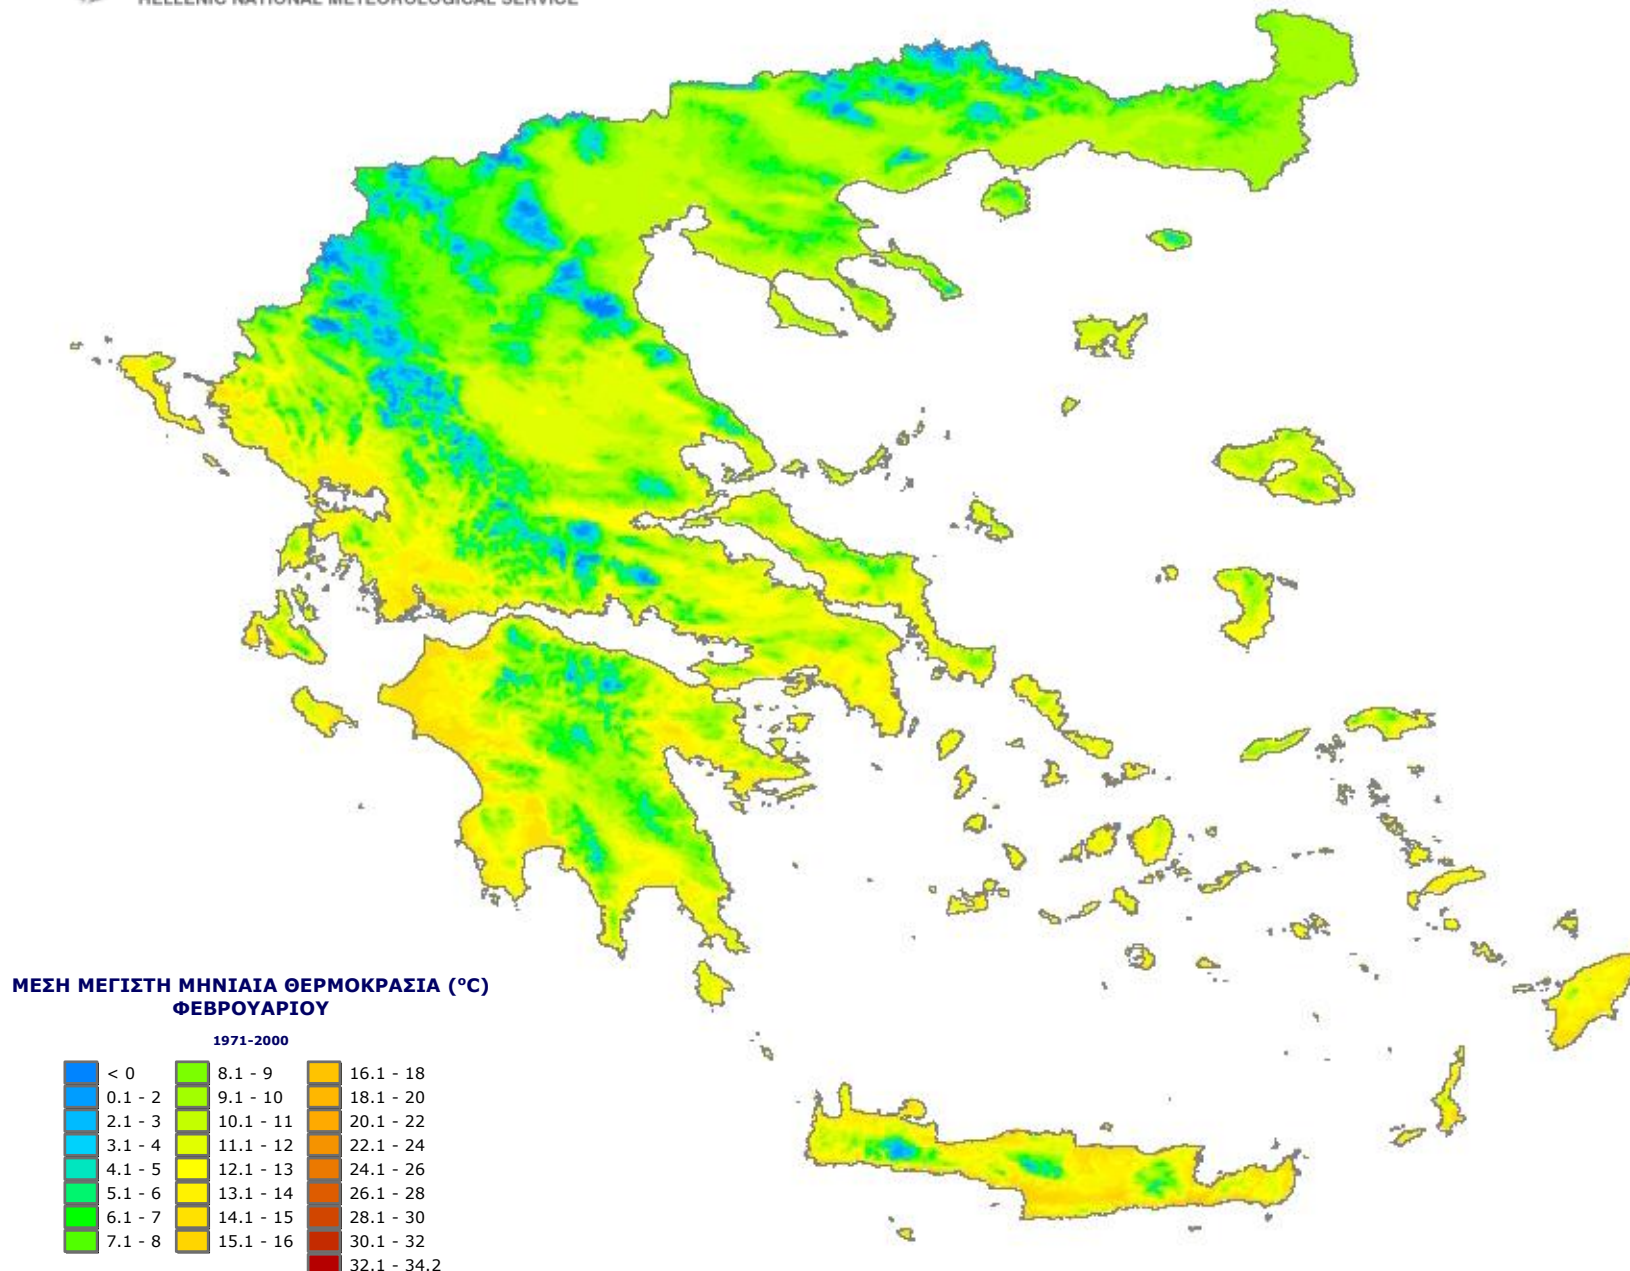 HELLENIC NATIONAL METEOROLOGICAL SERVICE
ΜΕΣΗ ΜΕΓΙΣΤΗ ΜΗΝΙΑΙΑ ΘΕΡΜΟΚΡΑΣΙΑ (°C)
ΦΕΒΡΟΥΑΡΙΟΥ
1971-2000
< 0
0.1 - 2
2.1 - 3
3.1 - 4
4.1 - 5
5.1 - 6
6.1 - 7
7.1 - 8
8.1 - 9
9.1 - 10
10.1 - 11
11.1 - 12
12.1 - 13
13.1 - 14
14.1 - 15
15.1 - 16
16.1 - 18
18.1 - 20
20.1 - 22
22.1 - 24
24.1 - 26
26.1 - 28
28.1 - 30
30.1 - 32
32.1 - 34.2